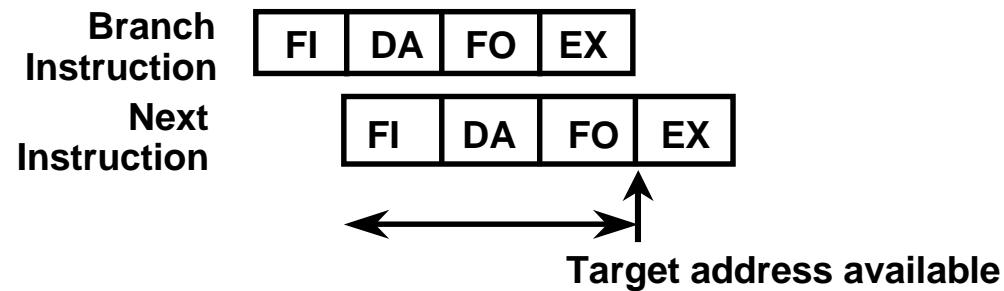 Branch
Instruction
FI DA FO EX
Next
Instruction
FI DA FO EX
Target address available